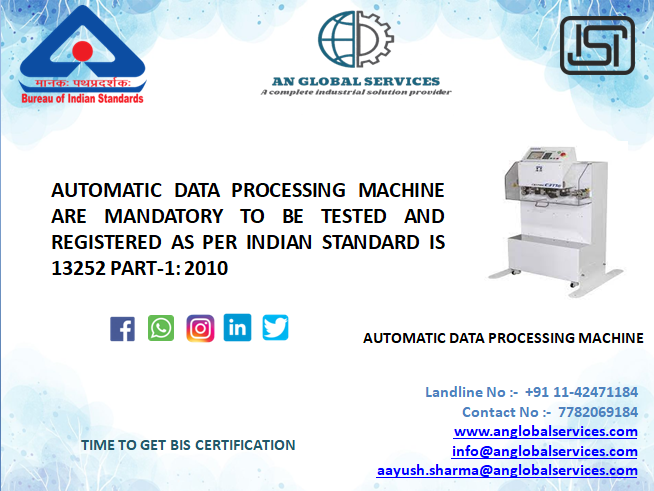 मानकः पथप्रदर्शकः
Bureau of Indian Standards
AN GLOBAL SERVICES
A complete industrial solution provider
ISI
AUTOMATIC DATA PROCESSING MACHINE
ARE MANDATORY TO BE TESTED AND
REGISTERED AS PER INDIAN STANDARD IS
13252 PART-1: 2010
AUTOMATIC DATA PROCESSING MACHINE
Landline No :- +91 11-42471184
Contact No :- 7782069184
www.anglobalservices.com
info@anglobalservices.com
aayush.sharma@anglobalservices.com
TIME TO GET BIS CERTIFICATION